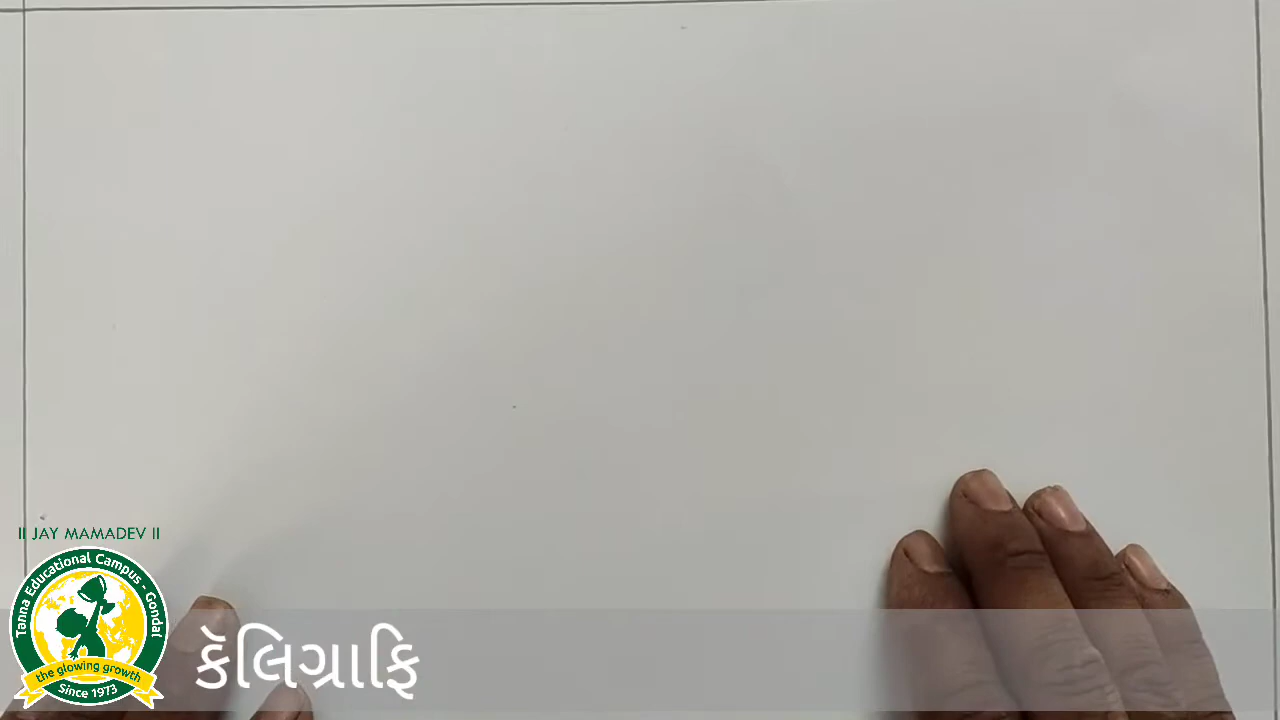 II JAY MAMADEV II
Tanna Educational Campus - Gondal
the glowing growth
Since 1973
કૅલિગ્રાફિ